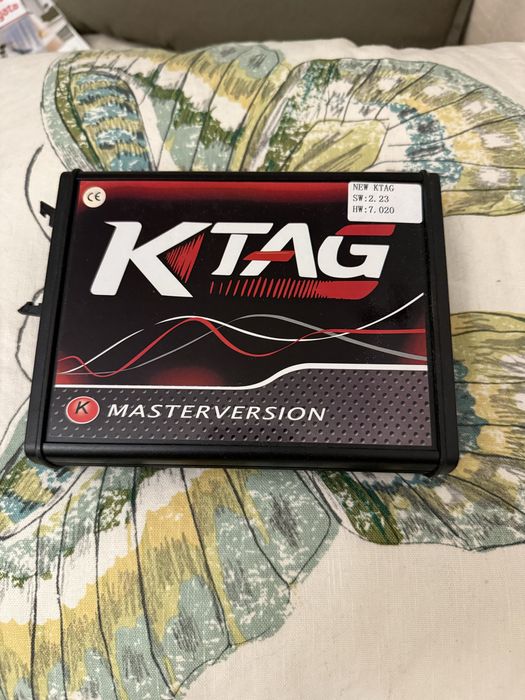 CE
NEW KTAG
SW:2.23
HW:7.020
KTAG
K MASTERVERSION